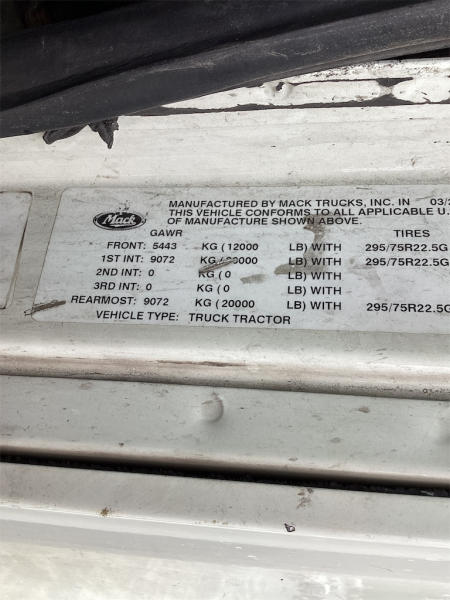 Mack
MANUFACTURED BY MACK TRUCKS, INC. IN 03/
THIS VEHICLE CONFORMS TO ALL APPLICABLE U.
OF MANUFACTURE SHOWN ABOVE.
GAWR TIRES
FRONT: 5443 KG ( 12000 LB) WITH 295/75R22.5G
1ST INT: 9072 KG ( 20000 LB) WITH 295/75R22.5G
2ND INT: 0 KG ( 0 LB) WITH
3RD INT: 0 KG ( 0 LB) WITH
REARMOST: 9072 KG ( 20000 LB) WITH 295/75R22.5G
VEHICLE TYPE: TRUCK TRACTOR